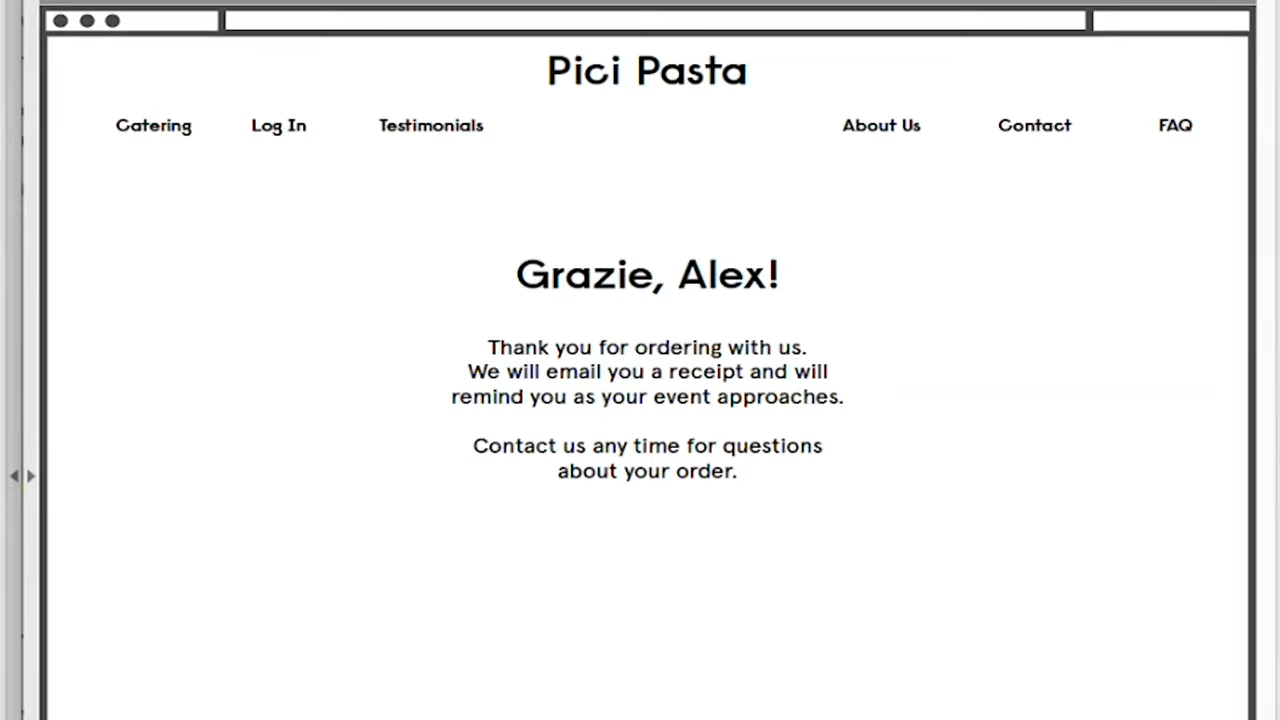 Pici Pasta
Catering Log In Testimonials About Us Contact FAQ
Grazie, Alex!
Thank you for ordering with us.
We will email you a receipt and will
remind you as your event approaches.
Contact us any time for questions
about your order.